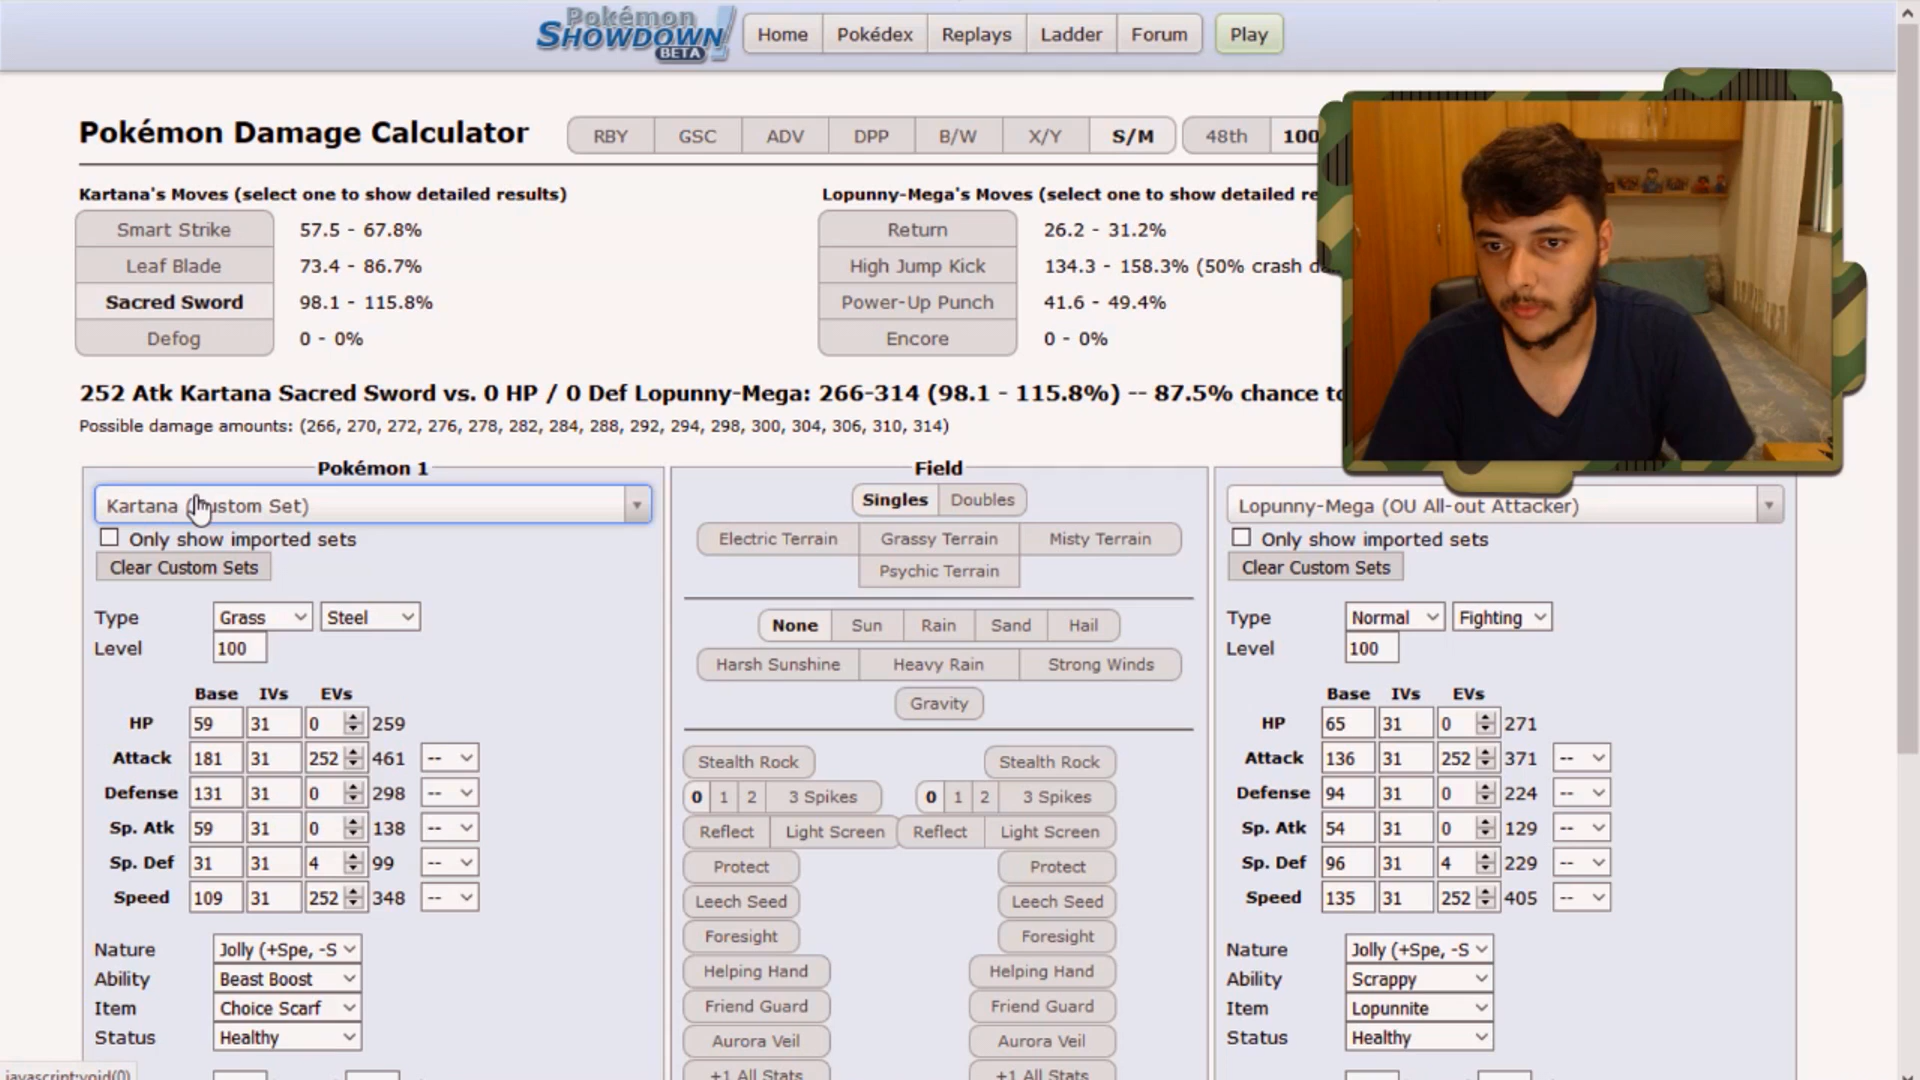 Pokémon
SHOWDOWN!
BETA
Home Pokédex Replays Ladder Forum Play
Pokémon Damage Calculator RBY GSC ADV DPP B/W X/Y S/M 48th 100
Kartana's Moves (select one to show detailed results)
Smart Strike 57.5 - 67.8%
Leaf Blade 73.4 - 86.7%
Sacred Sword 98.1 - 115.8%
Defog 0 - 0%
Lopunny-Mega's Moves (select one to show detailed re
Return 26.2 - 31.2%
High Jump Kick 134.3 - 158.3% (50% crash d
Power-Up Punch 41.6 - 49.4%
Encore 0 - 0%
252 Atk Kartana Sacred Sword vs. 0 HP / 0 Def Lopunny-Mega: 266-314 (98.1 - 115.8%) -- 87.5% chance to
Possible damage amounts: (266, 270, 272, 276, 278, 282, 284, 288, 292, 294, 298, 300, 304, 306, 310, 314)
Pokémon 1
Kartana (Custom Set)
Only show imported sets
Clear Custom Sets
Type Grass Steel
Level 100
Base IVs EVs
HP 59 31 0 259
Attack 181 31 252 461 --
Defense 131 31 0 298 --
Sp. Atk 59 31 0 138 --
Sp. Def 31 31 4 99 --
Speed 109 31 252 348 --
Nature Jolly (+Spe, -S
Ability Beast Boost
Item Choice Scarf
Status Healthy
javascript:void(0)
Field
Singles Doubles
Electric Terrain Grassy Terrain Misty Terrain
Psychic Terrain
None Sun Rain Sand Hail
Harsh Sunshine Heavy Rain Strong Winds
Gravity
Stealth Rock Stealth Rock
0 1 2 3 Spikes 0 1 2 3 Spikes
Reflect Light Screen Reflect Light Screen
Protect Protect
Leech Seed Leech Seed
Foresight Foresight
Helping Hand Helping Hand
Friend Guard Friend Guard
Aurora Veil Aurora Veil
+1 All Stats +1 All Stats
Lopunny-Mega (OU All-out Attacker)
Only show imported sets
Clear Custom Sets
Type Normal Fighting
Level 100
Base IVs EVs
HP 65 31 0 271
Attack 136 31 252 371 --
Defense 94 31 0 224 --
Sp. Atk 54 31 0 129 --
Sp. Def 96 31 4 229 --
Speed 135 31 252 405 --
Nature Jolly (+Spe, -S
Ability Scrappy
Item Lopunnite
Status Healthy